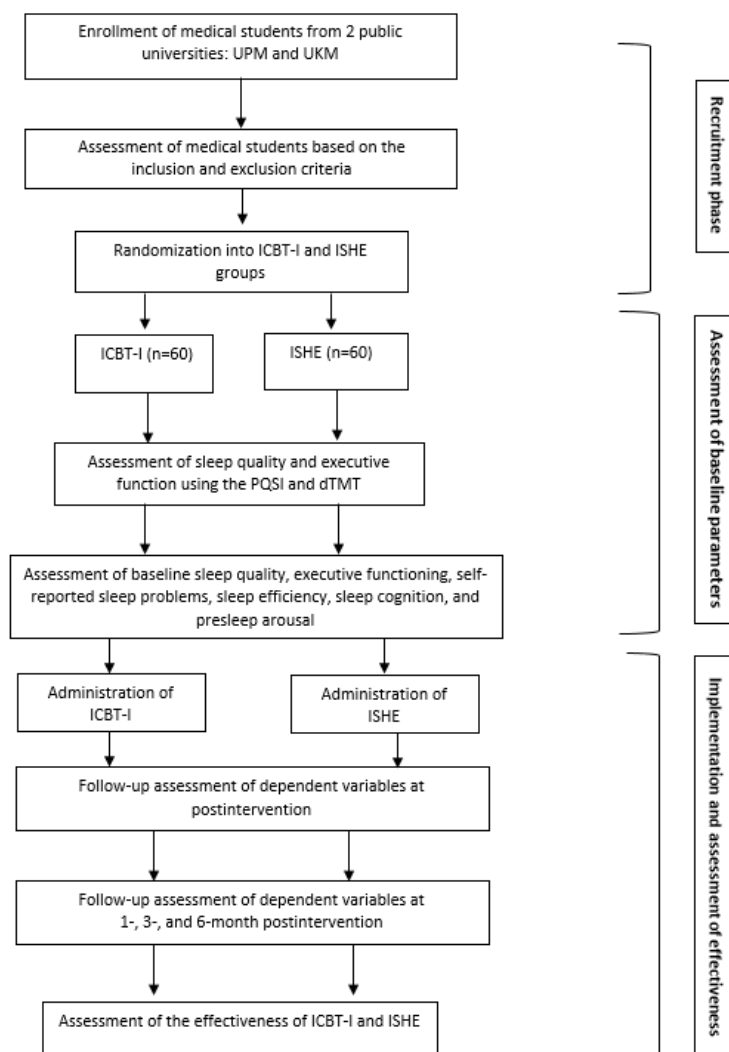 Enrollment of medical students from 2 public
universities: UPM and UKM
Assessment of medical students based on the
inclusion and exclusion criteria
Randomization into ICBT-I and ISHE
groups
Recruitment phase
ICBT-I (n=60)
ISHE (n=60)
Assessment of sleep quality and executive
function using the PQSI and dTMT
Assessment of baseline sleep quality, executive functioning, self-
reported sleep problems, sleep efficiency, sleep cognition, and
presleep arousal
Assessment of baseline parameters
Administration of
ICBT-I
Administration of
ISHE
Follow-up assessment of dependent variables at
postintervention
Follow-up assessment of dependent variables at
1-, 3-, and 6-month postintervention
Assessment of the effectiveness of ICBT-I and ISHE
Implementation and assessment of effectiveness